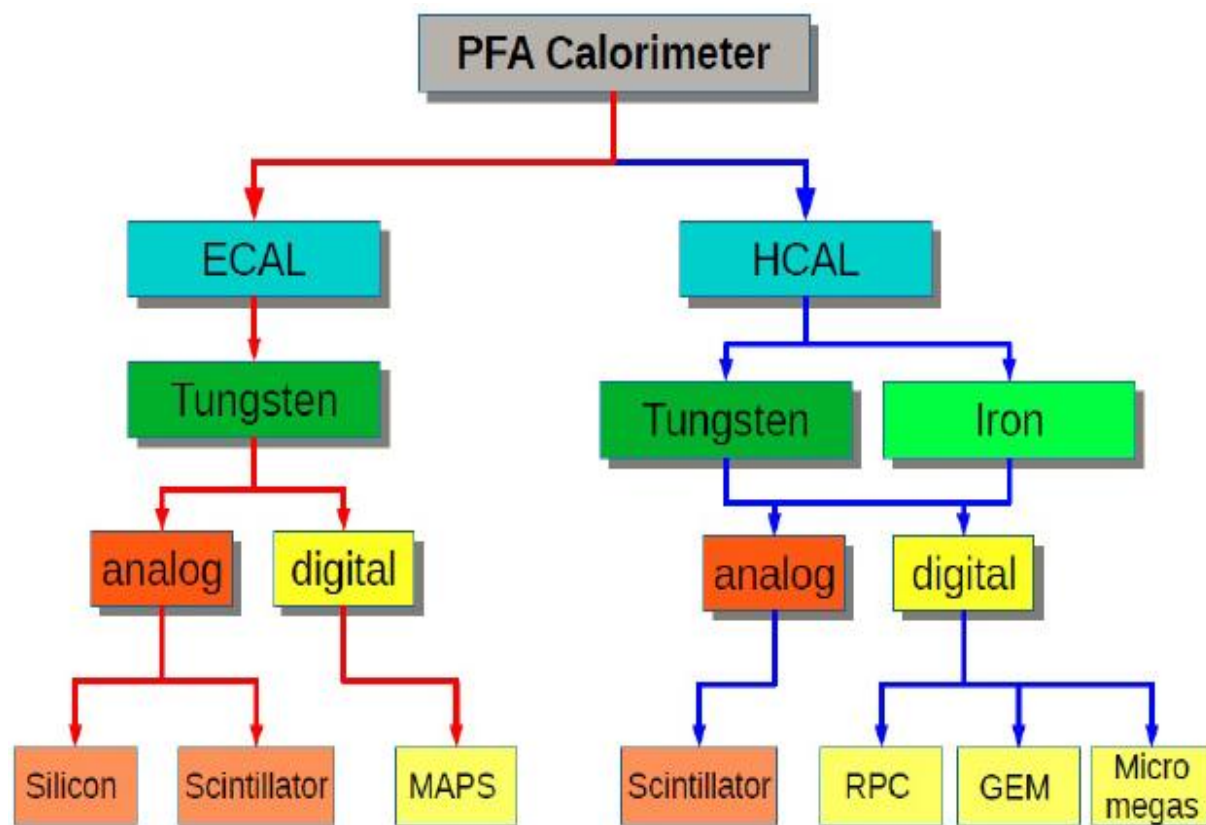 PFA Calorimeter
ECAL
HCAL
Tungsten
Tungsten
Iron
analog
digital
analog
digital
Silicon
Scintillator
MAPS
Scintillator
RPC
GEM
Micro
megas